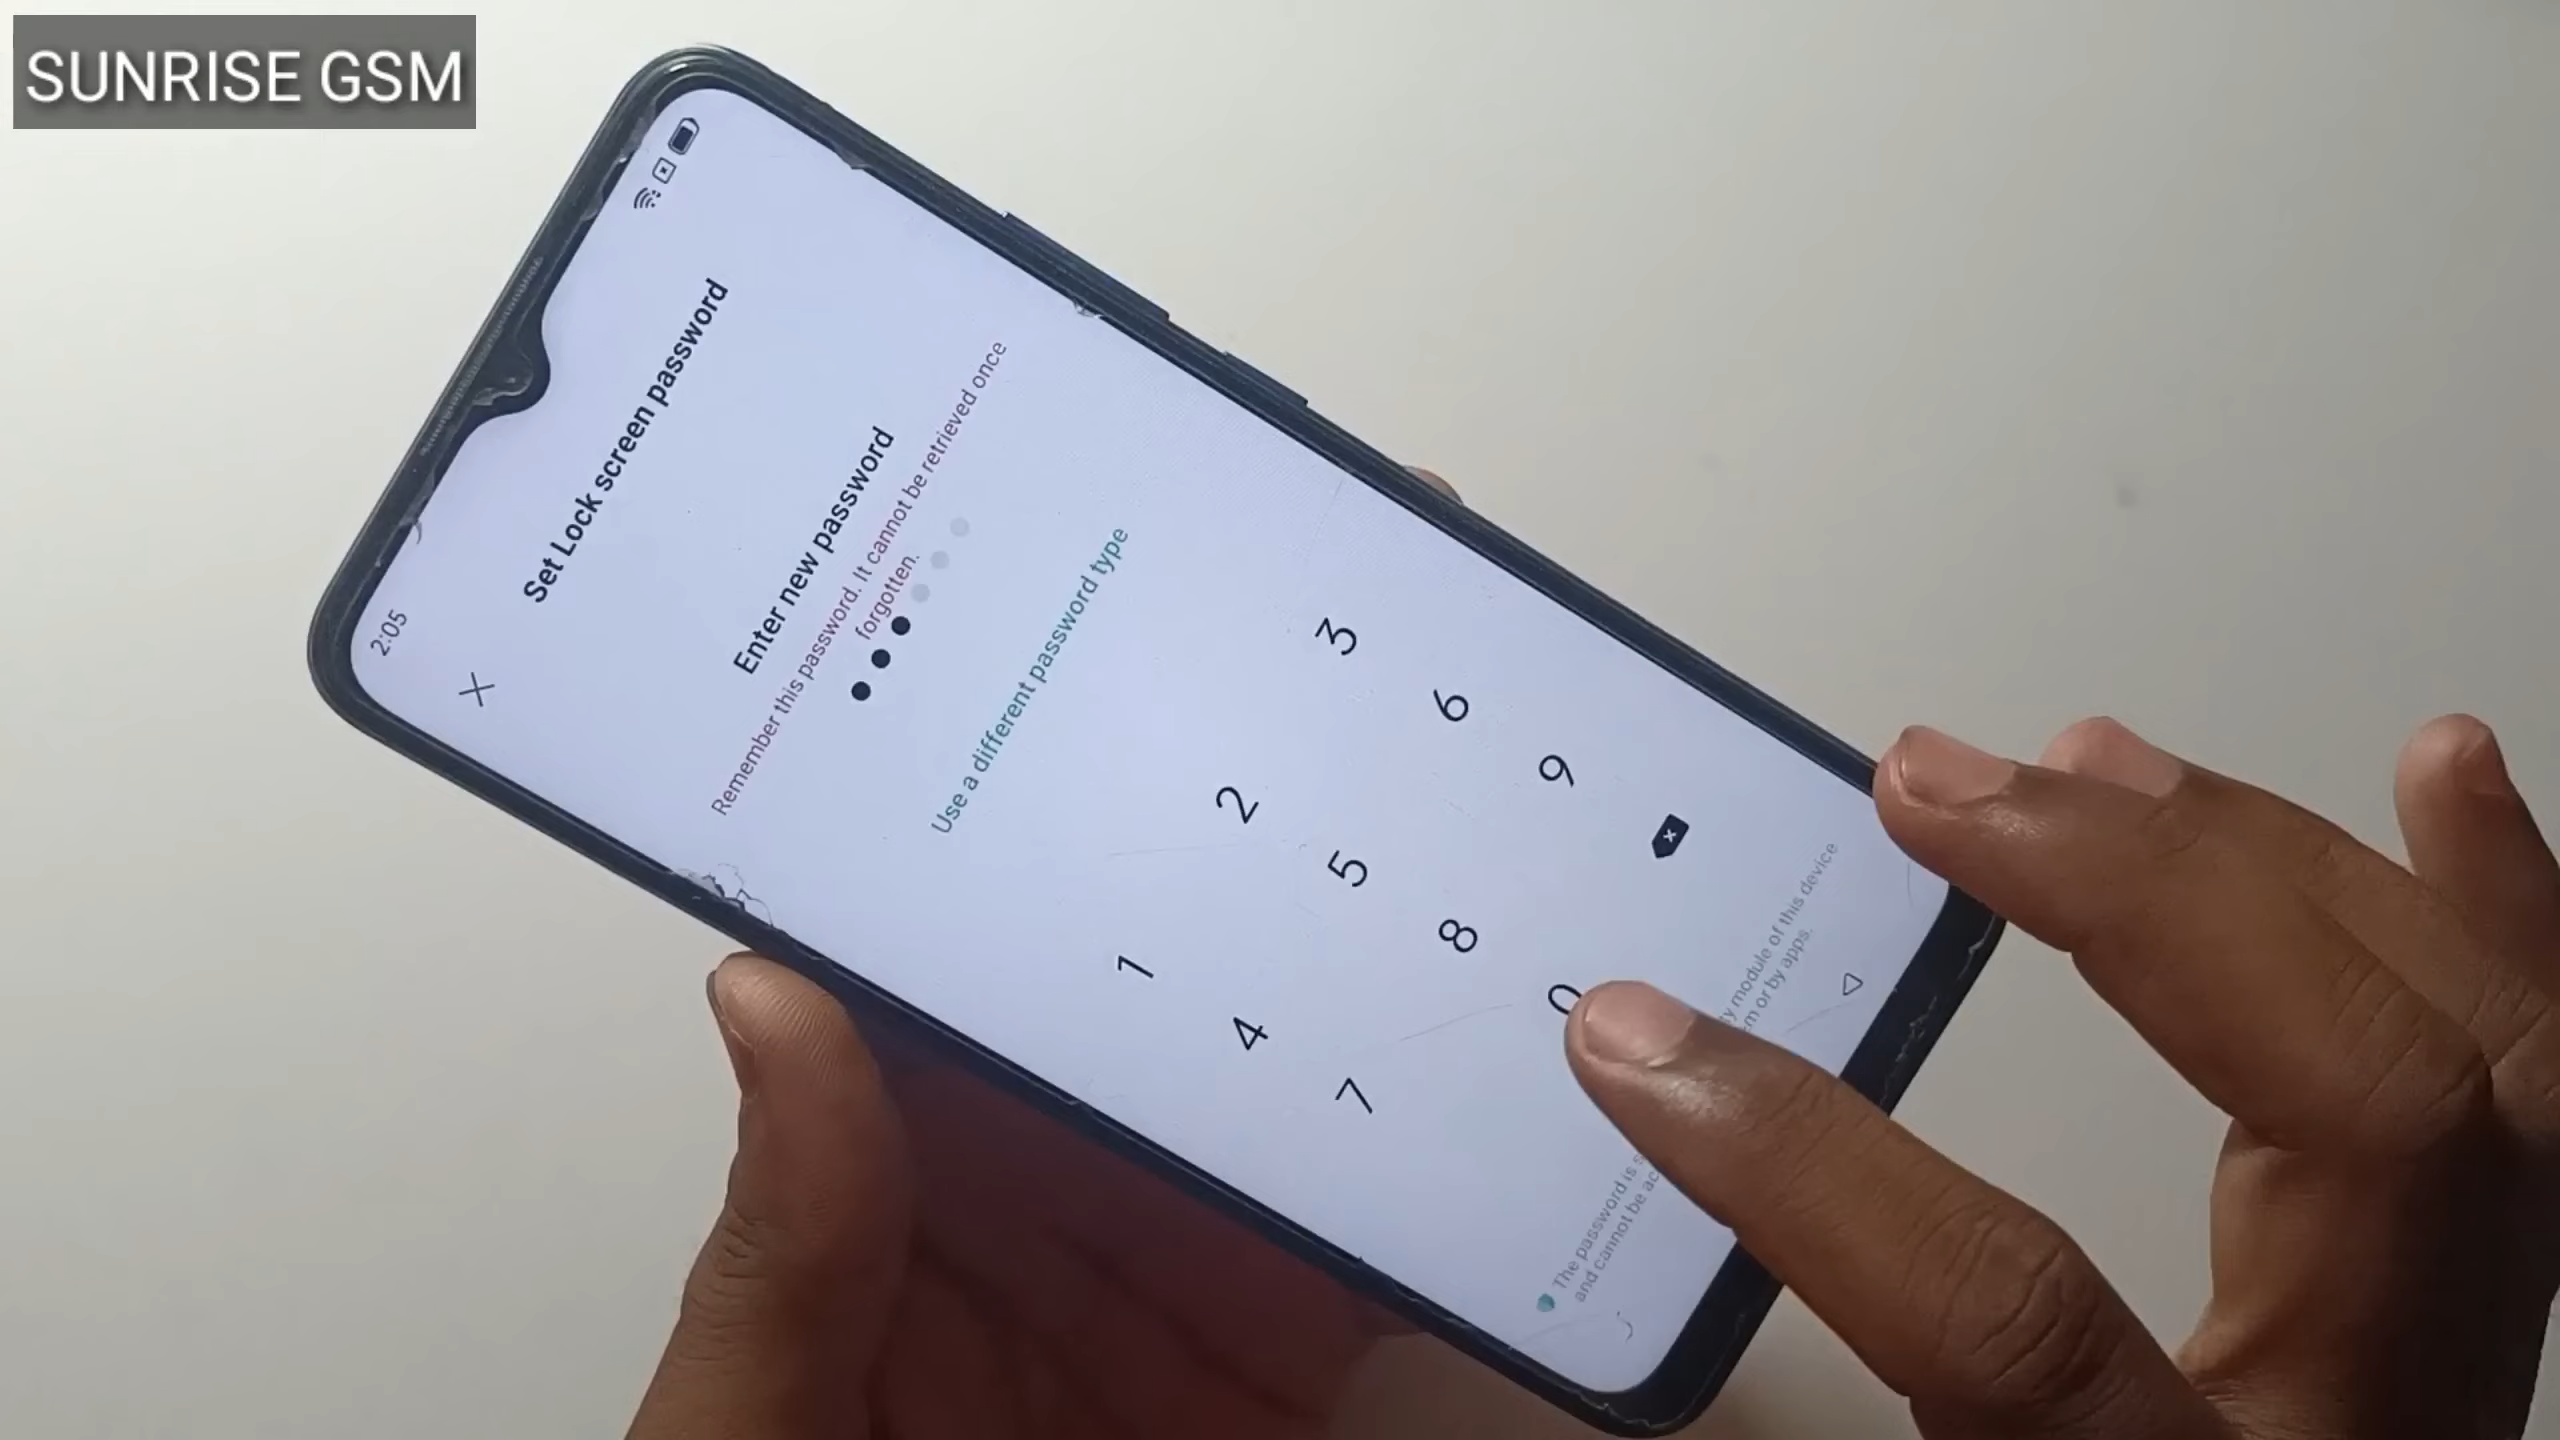 SUNRISE GSM
2:05
Set Lock screen password
Enter new password
Remember this password. It cannot be retrieved once
forgotten.
Use a different password type
1 2 3
4 5 6
7 8 9
0
The password is module of this device
and cannot be or by apps.